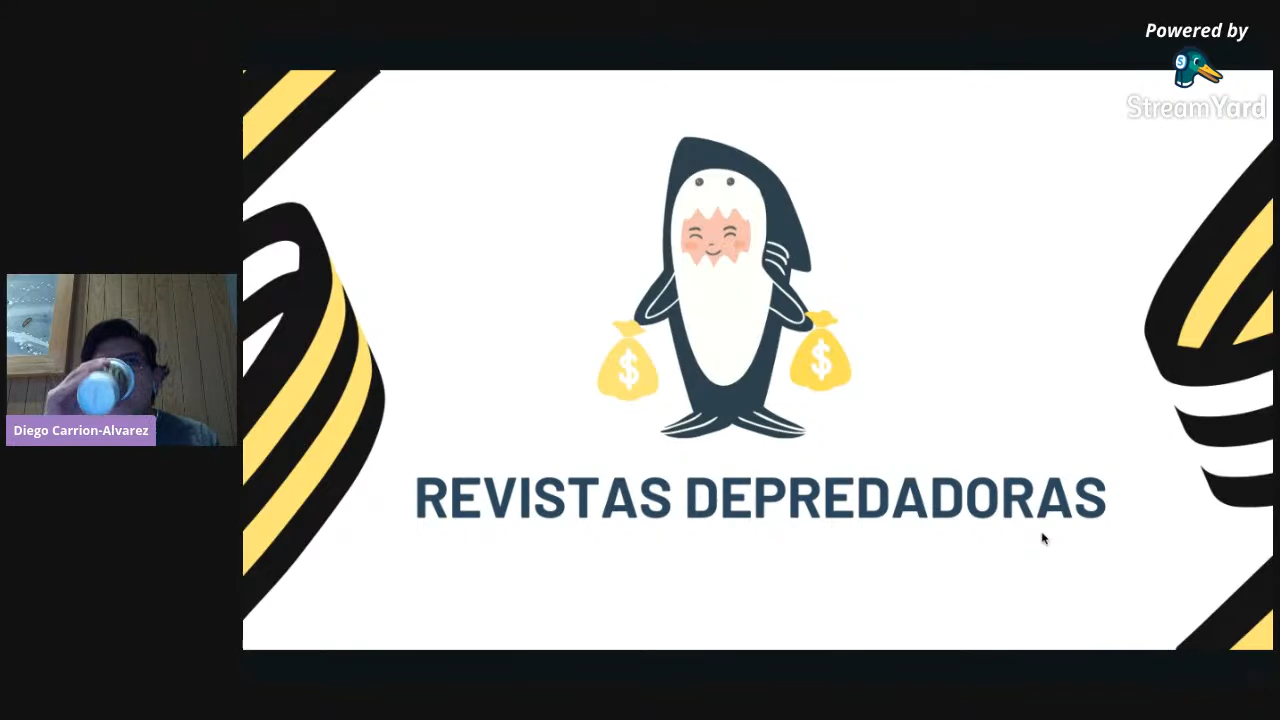 Powered by
S
StreamYard
$ $
REVISTAS DEPREDADORAS
Diego Carrion-Alvarez